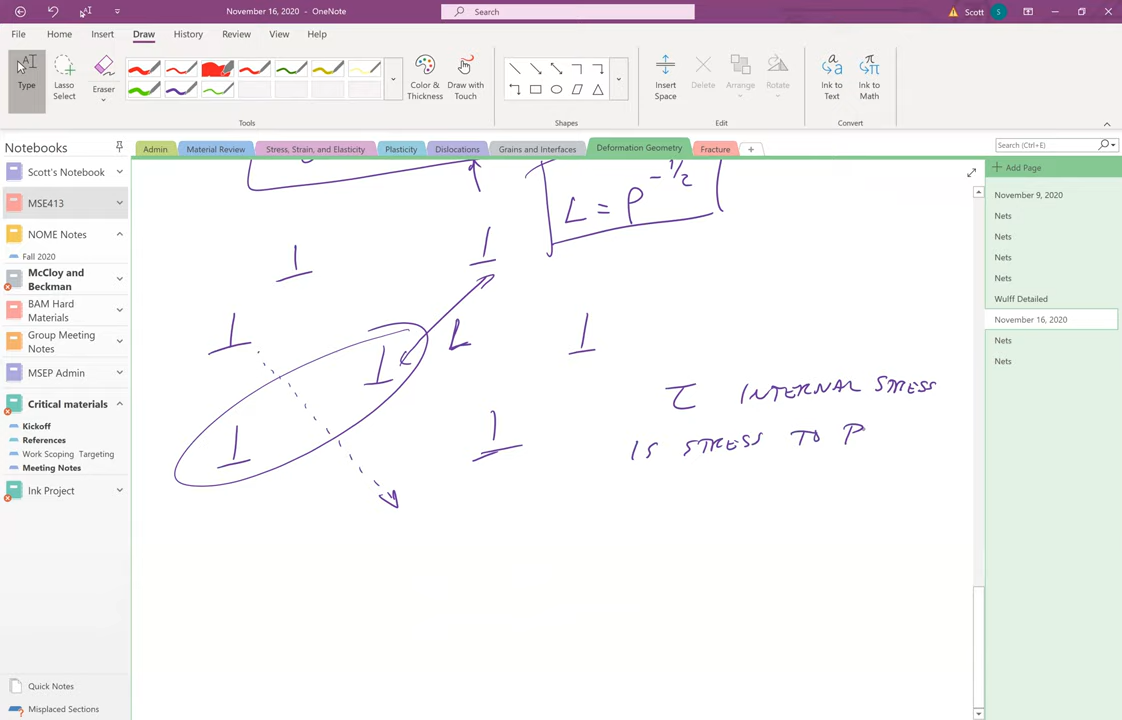 November 16, 2020 - OneNote
Search
Scott
S
File
Home
Insert
Draw
History
Review
View
Help
Type
Lasso Select
Eraser
Color & Thickness
Draw with Touch
Insert Space
Delete
Arrange
Rotate
Ink to Text
Ink to Math
Tools
Shapes
Edit
Convert
Notebooks
Admin
Material Review
Stress, Strain, and Elasticity
Plasticity
Dislocations
Grains and Interfaces
Deformation Geometry
Fracture
Search (Ctrl+E)
Scott's Notebook
MSE413
NOME Notes
Fall 2020
McCloy and Beckman
BAM Hard Materials
Group Meeting Notes
MSEP Admin
Critical materials
Kickoff
References
Work Scoping Targeting
Meeting Notes
Ink Project
Quick Notes
Misplaced Sections
L = ρ^-1/2
L
τ INTERNAL STRESS
IS STRESS TO P
Add Page
November 9, 2020
Nets
Nets
Nets
Nets
Wulff Detailed
November 16, 2020
Nets
Nets